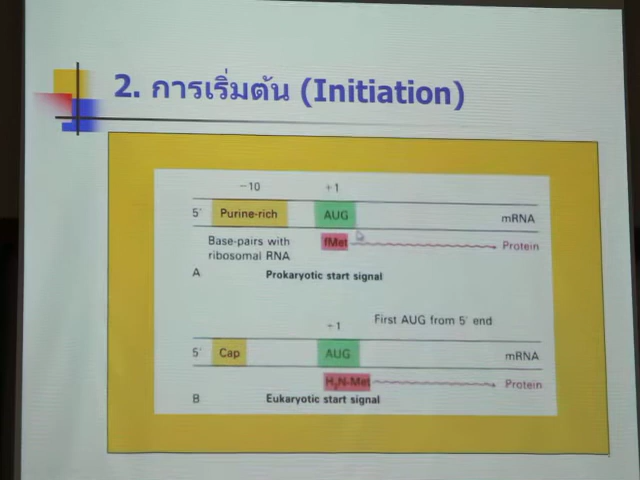 2. การเริ่มต้น (Initiation)
−10 +1
5' Purine-rich AUG mRNA
Base-pairs with fMet Protein
ribosomal RNA
A Prokaryotic start signal
+1 First AUG from 5' end
5' Cap AUG mRNA
H₂N-Met Protein
B Eukaryotic start signal